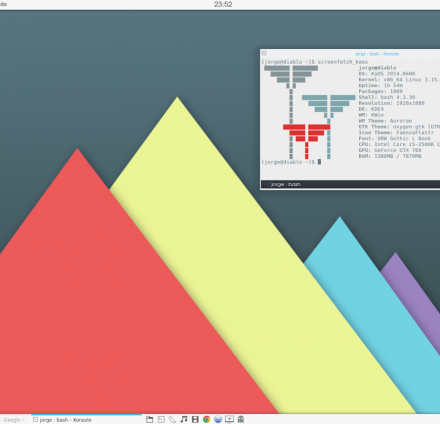 da
23:52
jorge : bash - Konsole
[jorge@diablo ~]$ screenfetch_kaos
jorge@diablo
OS: KaOS 2014.0608
Kernel: x86_64 Linux 3.15.
Uptime: 1h 54m
Packages: 1089
Shell: bash 4.3.30
Resolution: 1920x1080
DE: KDE4
WM: KWin
WM Theme: Aurorae
GTK Theme: oxygen-gtk [GTK
Icon Theme: FaenzaFlattr
Font: URW Gothic L Book
CPU: Intel Core i5-2500K C
GPU: GeForce GTX
RAM: 1380MB / 7870MB
[jorge@diablo ~]$
jorge : bash
- Google
jorge : bash - Konsole